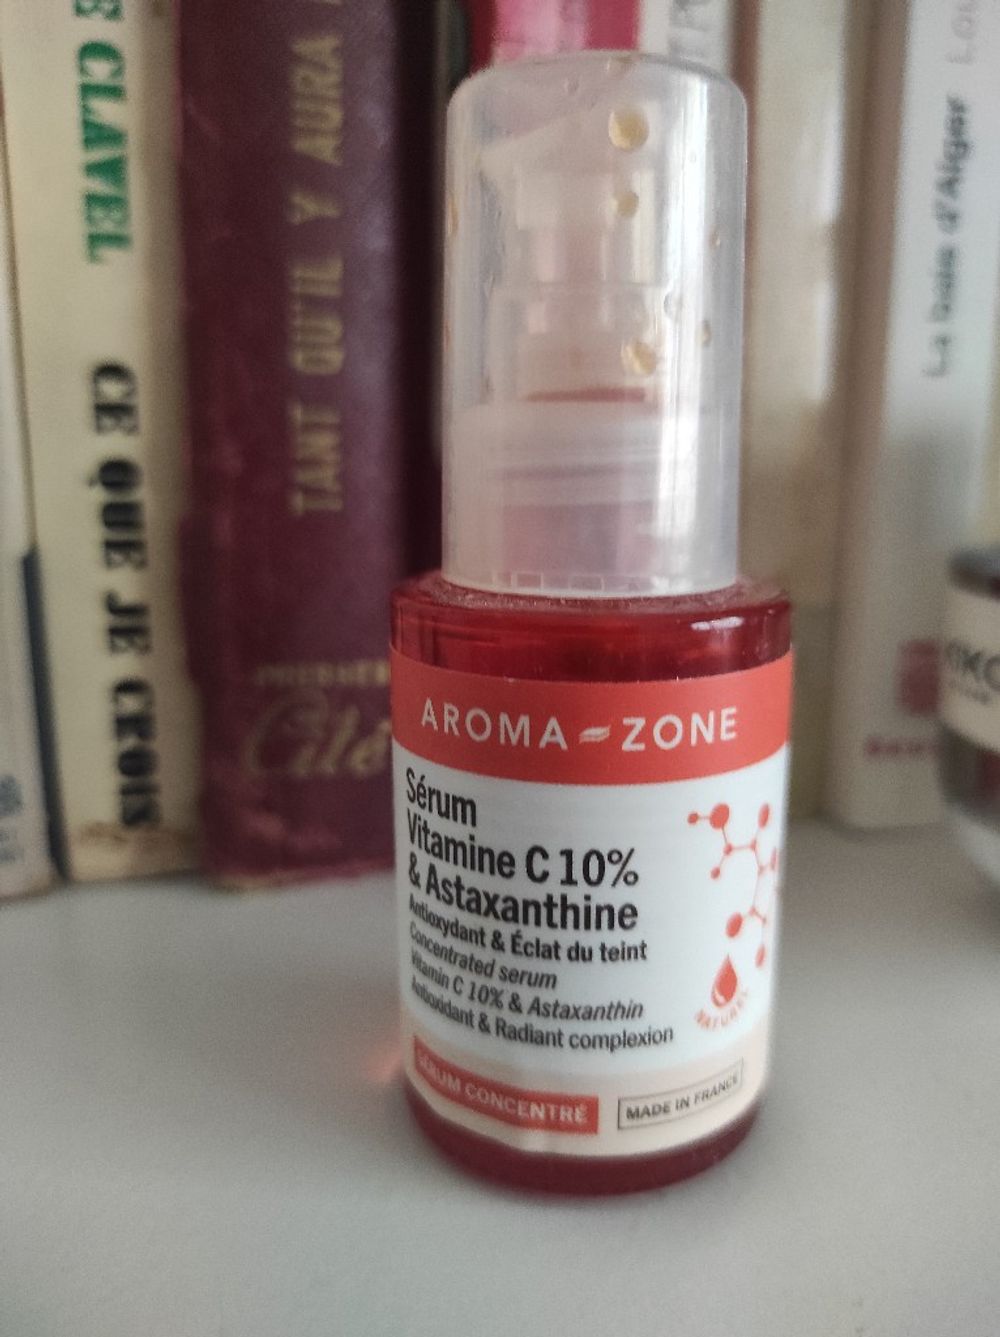 CLAVEL
CE QUE JE CROIS
TANT QU'IL Y AURA
La baie d'Alger
AROMA-ZONE
Sérum
Vitamine C 10%
& Astaxanthine
Antioxydant & Éclat du teint
Concentrated serum
Vitamin C 10% & Astaxanthin
Antioxidant & Radiant complexion
NATUREL
SÉRUM CONCENTRÉ
MADE IN FRANCE